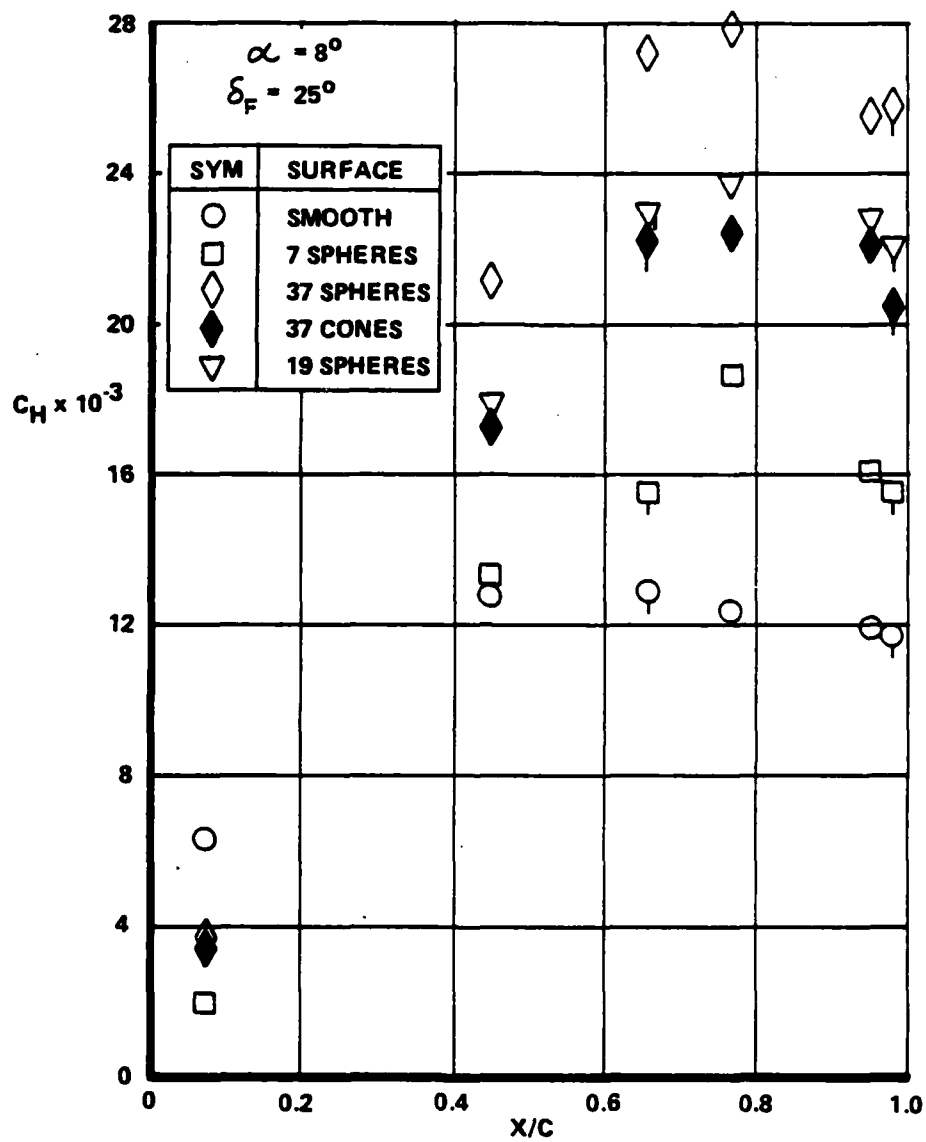 28
α = 8°
δF = 25°
24
SYM SURFACE
SMOOTH
7 SPHERES
37 SPHERES
37 CONES
19 SPHERES
20
CH x 10-3
16
12
8
4
0
0 0.2 0.4 0.6 0.8 1.0
X/C